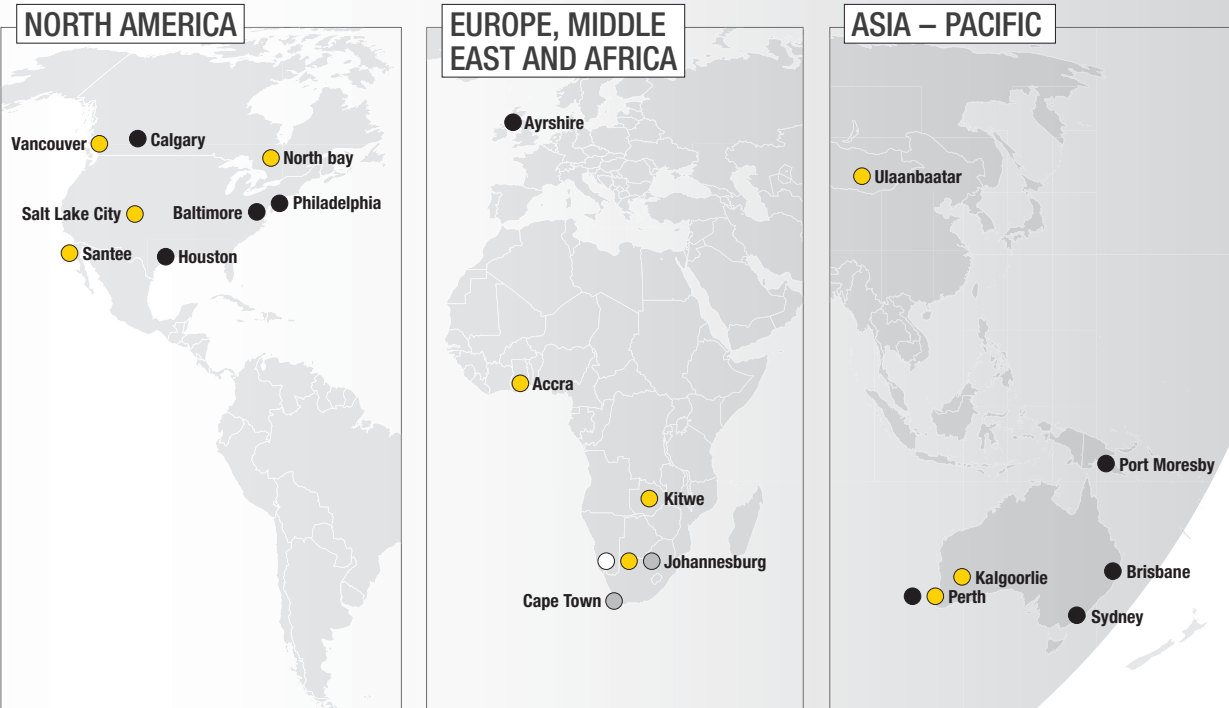 NORTH AMERICA
Vancouver
Calgary
North bay
Salt Lake City
Baltimore
Philadelphia
Santee
Houston
EUROPE, MIDDLE
EAST AND AFRICA
Ayrshire
Accra
Kitwe
Johannesburg
Cape Town
ASIA – PACIFIC
Ulaanbaatar
Port Moresby
Kalgoorlie
Brisbane
Perth
Sydney